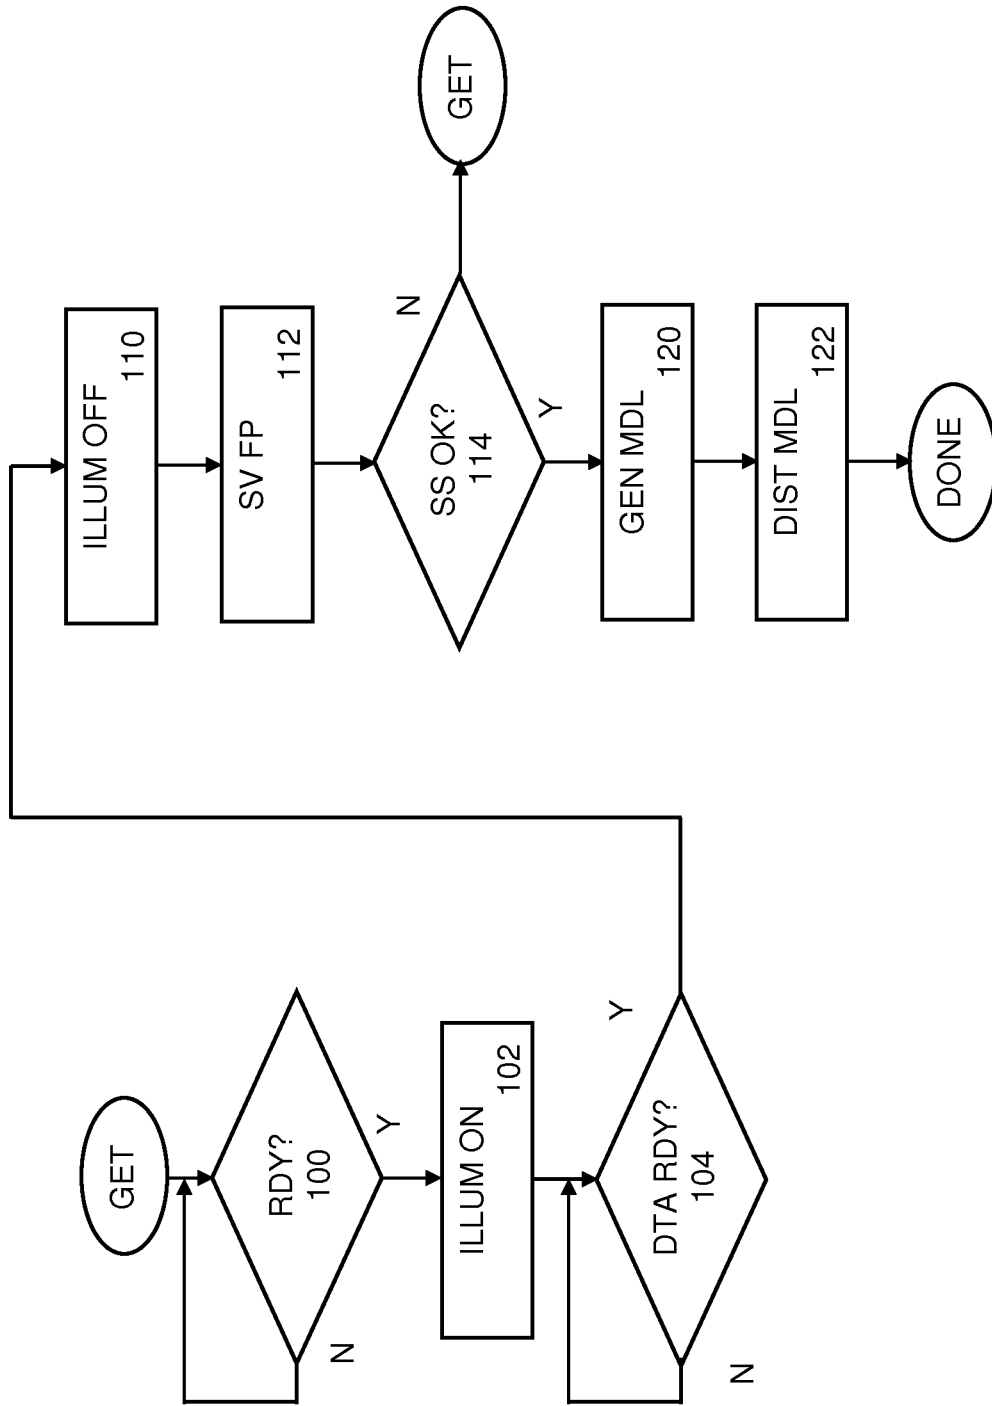 GET
RDY?
100
N
Y
ILLUM ON
102
DTA RDY?
104
N
Y
ILLUM OFF
110
SV FP
112
SS OK?
114
N
GET
Y
GEN MDL
120
DIST MDL
122
DONE